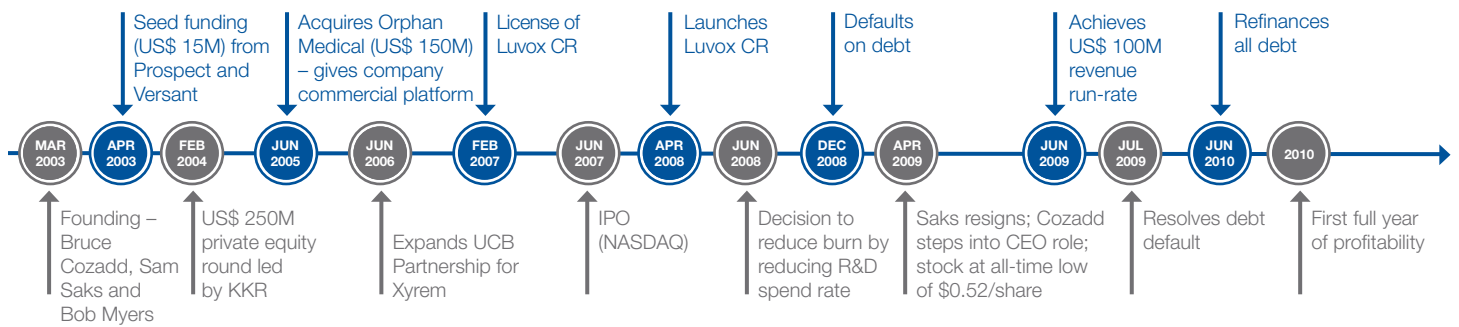 Seed funding
(US$ 15M) from
Prospect and
Versant
Acquires Orphan
Medical (US$ 150M)
– gives company
commercial platform
License of
Luvox CR
Launches
Luvox CR
Defaults
on debt
Achieves
US$ 100M
revenue
run-rate
Refinances
all debt
MAR
2003
APR
2003
FEB
2004
JUN
2005
JUN
2006
FEB
2007
JUN
2007
APR
2008
JUN
2008
DEC
2008
APR
2009
JUN
2009
JUL
2009
JUN
2010
2010
Founding –
Bruce
Cozadd, Sam
Saks and
Bob Myers
US$ 250M
private equity
round led
by KKR
Expands UCB
Partnership for
Xyrem
IPO
(NASDAQ)
Decision to
reduce burn by
reducing R&D
spend rate
Saks resigns; Cozadd
steps into CEO role;
stock at all-time low
of $0.52/share
Resolves debt
default
First full year
of profitability